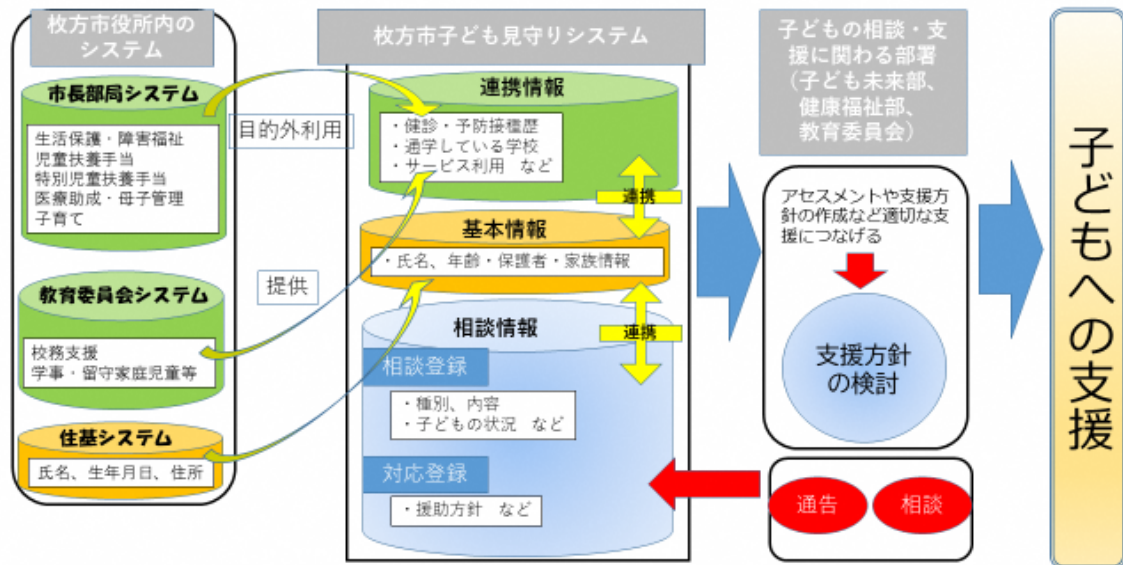 枚方市役所内の
システム
市長部局システム
生活保護・障害福祉
児童扶養手当
特別児童扶養手当
医療助成・母子管理
子育て
教育委員会システム
校務支援
学事・留守家庭児童等
住基システム
氏名、生年月日、住所
目的外利用
提供
枚方市子ども見守りシステム
連携情報
・健診・予防接種歴
・通学している学校
・サービス利用 など
連携
基本情報
・氏名、年齢・保護者・家族情報
連携
相談情報
相談登録
・種別、内容
・子どもの状況 など
対応登録
・援助方針 など
子どもの相談・支
援に関わる部署
（子ども未来部、
健康福祉部、
教育委員会）
アセスメントや支援方
針の作成など適切な支
援につなげる
支援方針
の検討
通告
相談
子どもへの支援